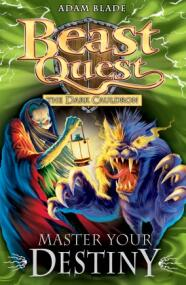 ADAM BLADE
Beast
Quest
THE DARK CAULDRON
MASTER YOUR
DESTINY